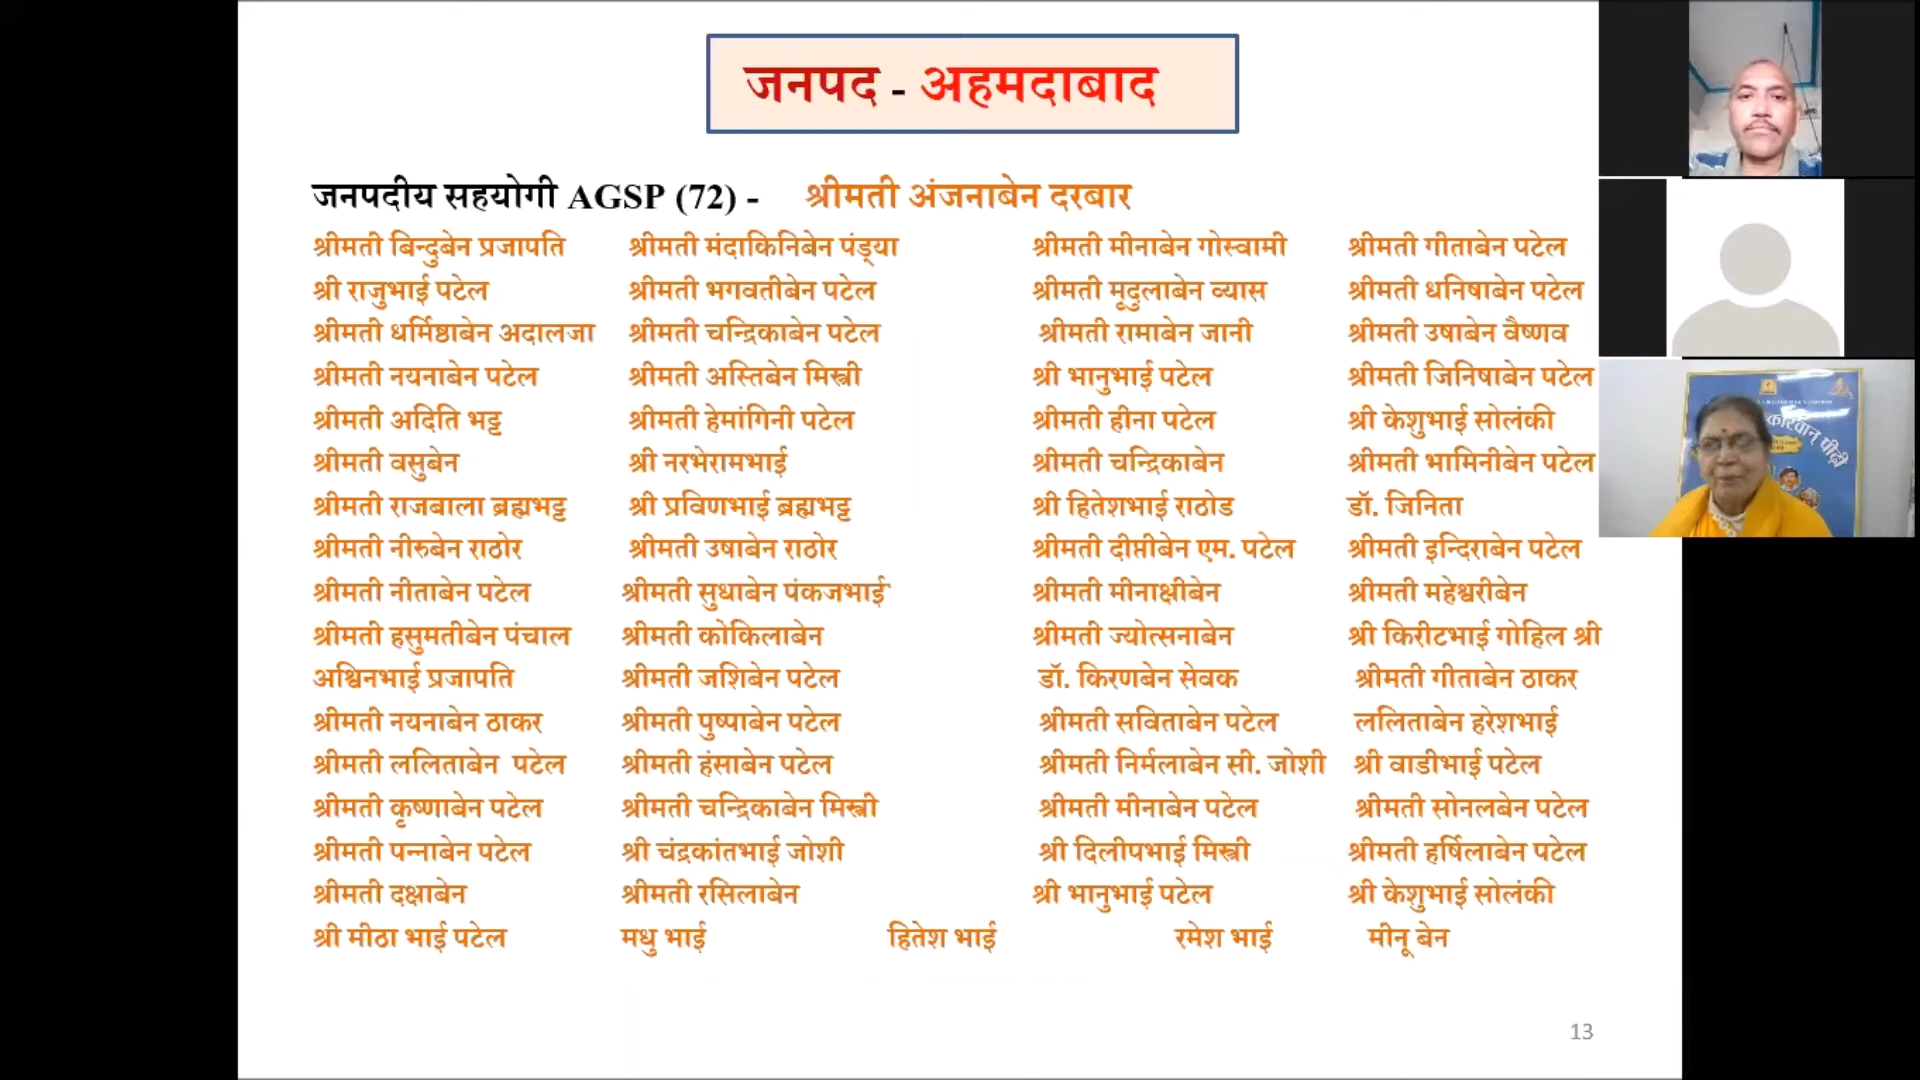 जनपद - अहमदाबाद
जनपदीय सहयोगी AGSP (72) - श्रीमती अंजनाबेन दरबार
श्रीमती बिन्दुबेन प्रजापति श्रीमती मंदाकिनिबेन पंड्या श्रीमती मीनाबेन गोस्वामी श्रीमती गीताबेन पटेल
श्री राजुभाई पटेल श्रीमती भगवतीबेन पटेल श्रीमती मृदुलाबेन व्यास श्रीमती धनिषाबेन पटेल
श्रीमती धर्मिष्ठाबेन अदालजा श्रीमती चन्द्रिकाबेन पटेल श्रीमती रामाबेन जानी श्रीमती उषाबेन वैष्णव
श्रीमती नयनाबेन पटेल श्रीमती अस्तिबेन मिस्त्री श्री भानुभाई पटेल श्रीमती जिनिषाबेन पटेल
श्रीमती अदिति भट्ट श्रीमती हेमांगिनी पटेल श्रीमती हीना पटेल श्री केशुभाई सोलंकी
श्रीमती वसुबेन श्री नरभेरामभाई श्रीमती चन्द्रिकाबेन श्रीमती भामिनीबेन पटेल
श्रीमती राजबाला ब्रह्मभट्ट श्री प्रविणभाई ब्रह्मभट्ट श्री हितेशभाई राठोड डॉ. जिनिता
श्रीमती नीरुबेन राठोर श्रीमती उषाबेन राठोर श्रीमती दीप्तीबेन एम. पटेल श्रीमती इन्दिराबेन पटेल
श्रीमती नीताबेन पटेल श्रीमती सुधाबेन पंकजभाई श्रीमती मीनाक्षीबेन श्रीमती महेश्वरीबेन
श्रीमती हसुमतीबेन पंचाल श्रीमती कोकिलाबेन श्रीमती ज्योत्सनाबेन श्री किरीटभाई गोहिल श्री
अश्विनभाई प्रजापति श्रीमती जशिबेन पटेल डॉ. किरणबेन सेवक श्रीमती गीताबेन ठाकर
श्रीमती नयनाबेन ठाकर श्रीमती पुष्पाबेन पटेल श्रीमती सविताबेन पटेल ललिताबेन हरेशभाई
श्रीमती ललिताबेन पटेल श्रीमती हंसाबेन पटेल श्रीमती निर्मलाबेन सी. जोशी श्री वाडीभाई पटेल
श्रीमती कृष्णाबेन पटेल श्रीमती चन्द्रिकाबेन मिस्त्री श्रीमती मीनाबेन पटेल श्रीमती सोनलबेन पटेल
श्रीमती पन्नाबेन पटेल श्री चंद्रकांतभाई जोशी श्री दिलीपभाई मिस्त्री श्रीमती हर्षिलाबेन पटेल
श्रीमती दक्षाबेन श्रीमती रसिलाबेन श्री भानुभाई पटेल श्री केशुभाई सोलंकी
श्री मीठा भाई पटेल मधु भाई हितेश भाई रमेश भाई मीनू बेन
13
पीढ़ी